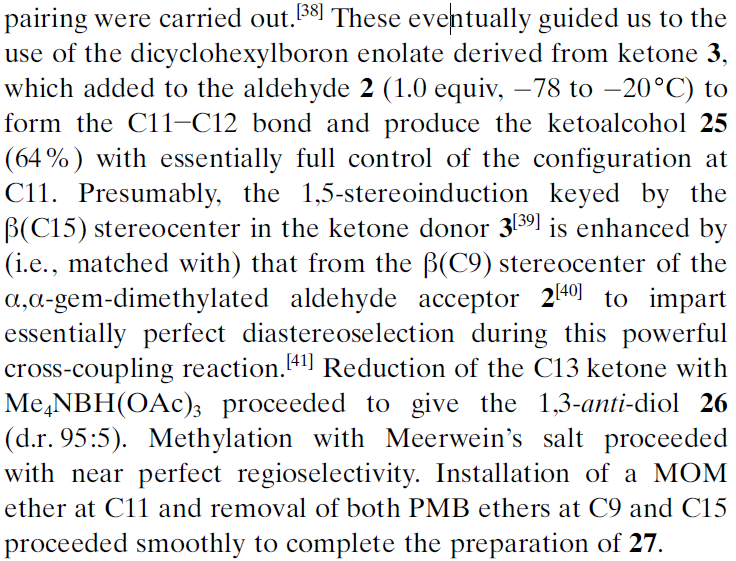 pairing were carried out.[38] These eventually guided us to the
use of the dicyclohexylboron enolate derived from ketone 3,
which added to the aldehyde 2 (1.0 equiv, −78 to −20°C) to
form the C11−C12 bond and produce the ketoalcohol 25
(64%) with essentially full control of the configuration at
C11. Presumably, the 1,5-stereoinduction keyed by the
β(C15) stereocenter in the ketone donor 3[39] is enhanced by
(i.e., matched with) that from the β(C9) stereocenter of the
α,α-gem-dimethylated aldehyde acceptor 2[40] to impart
essentially perfect diastereoselection during this powerful
cross-coupling reaction.[41] Reduction of the C13 ketone with
Me4NBH(OAc)3 proceeded to give the 1,3-anti-diol 26
(d.r. 95:5). Methylation with Meerwein's salt proceeded
with near perfect regioselectivity. Installation of a MOM
ether at C11 and removal of both PMB ethers at C9 and C15
proceeded smoothly to complete the preparation of 27.